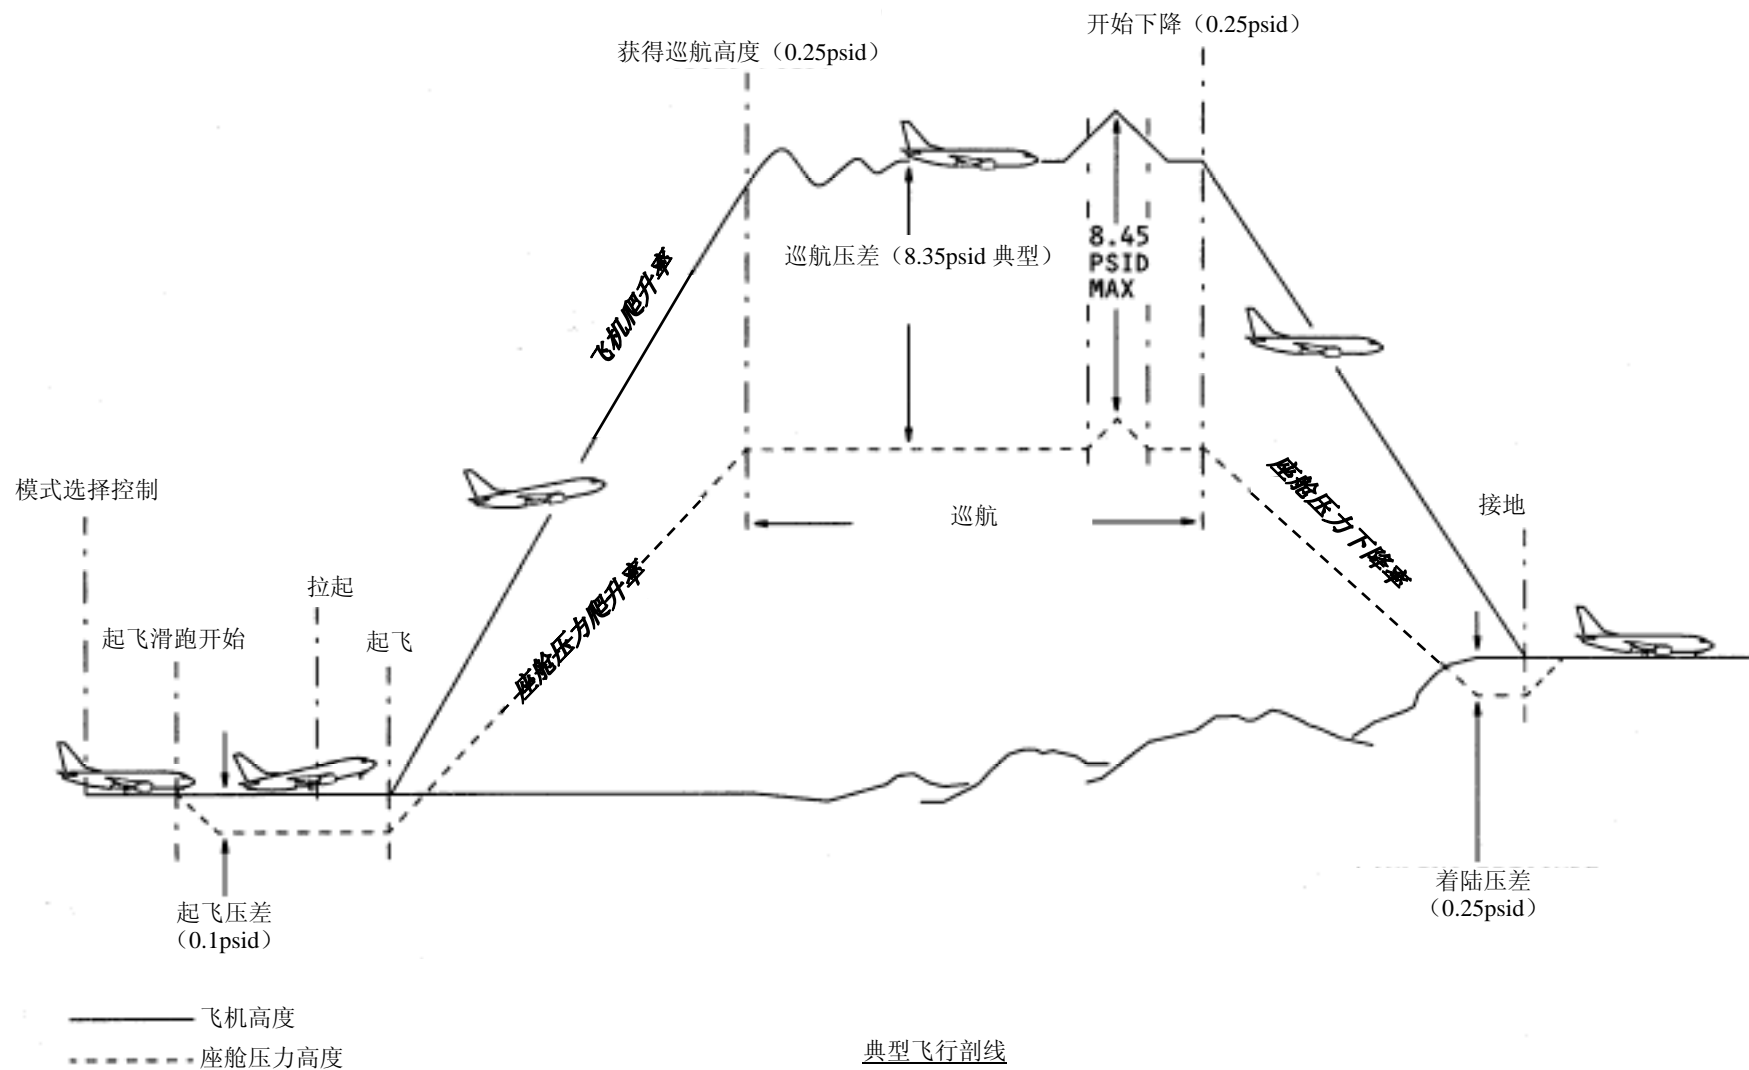 开始下降（0.25psid）
获得巡航高度（0.25psid）
飞机爬升率
巡航压差（8.35psid 典型）
8.45
PSID
MAX
模式选择控制
起飞滑跑开始
拉起
起飞
座舱压力爬升率
巡航
座舱压力下降率
接地
起飞压差
（0.1psid）
着陆压差
（0.25psid）
飞机高度
座舱压力高度
典型飞行剖线